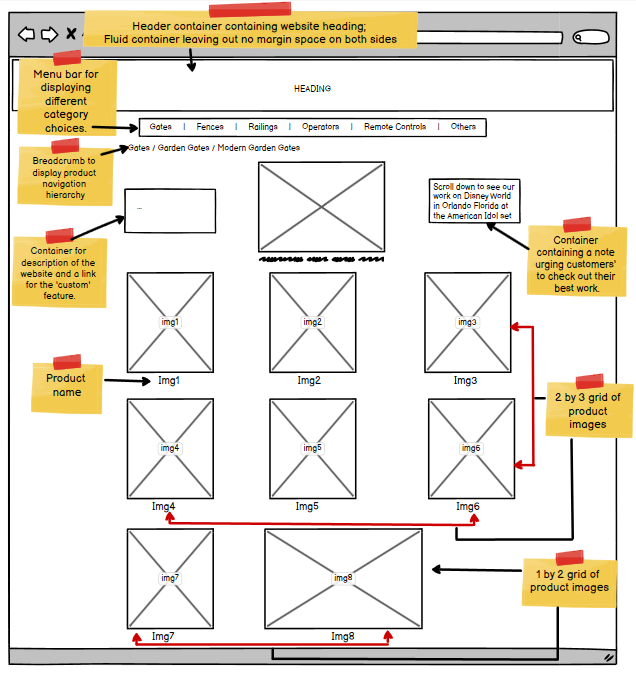 Header container containing website heading;
Fluid container leaving out no margin space on both sides
Menu bar for
displaying
different
category
choices.
HEADING
Gates | Fences | Railings | Operators | Remote Controls | Others
Breadcrumb to
display product
navigation
hierarchy
Gates / Garden Gates / Modern Garden Gates
...
Scroll down to see our
work on Disney World
in Orlando Florida at
the American Idol set
Container for
description of the
website and a link
for the 'custom'
feature.
Container
containing a note
urging customers'
to check out their
best work.
img1
img2
img3
Img1
Img2
Img3
Product
name
2 by 3 grid of
product
images
img4
img5
img6
Img4
Img5
Img6
img7
img8
1 by 2 grid of
product images
Img7
Img8